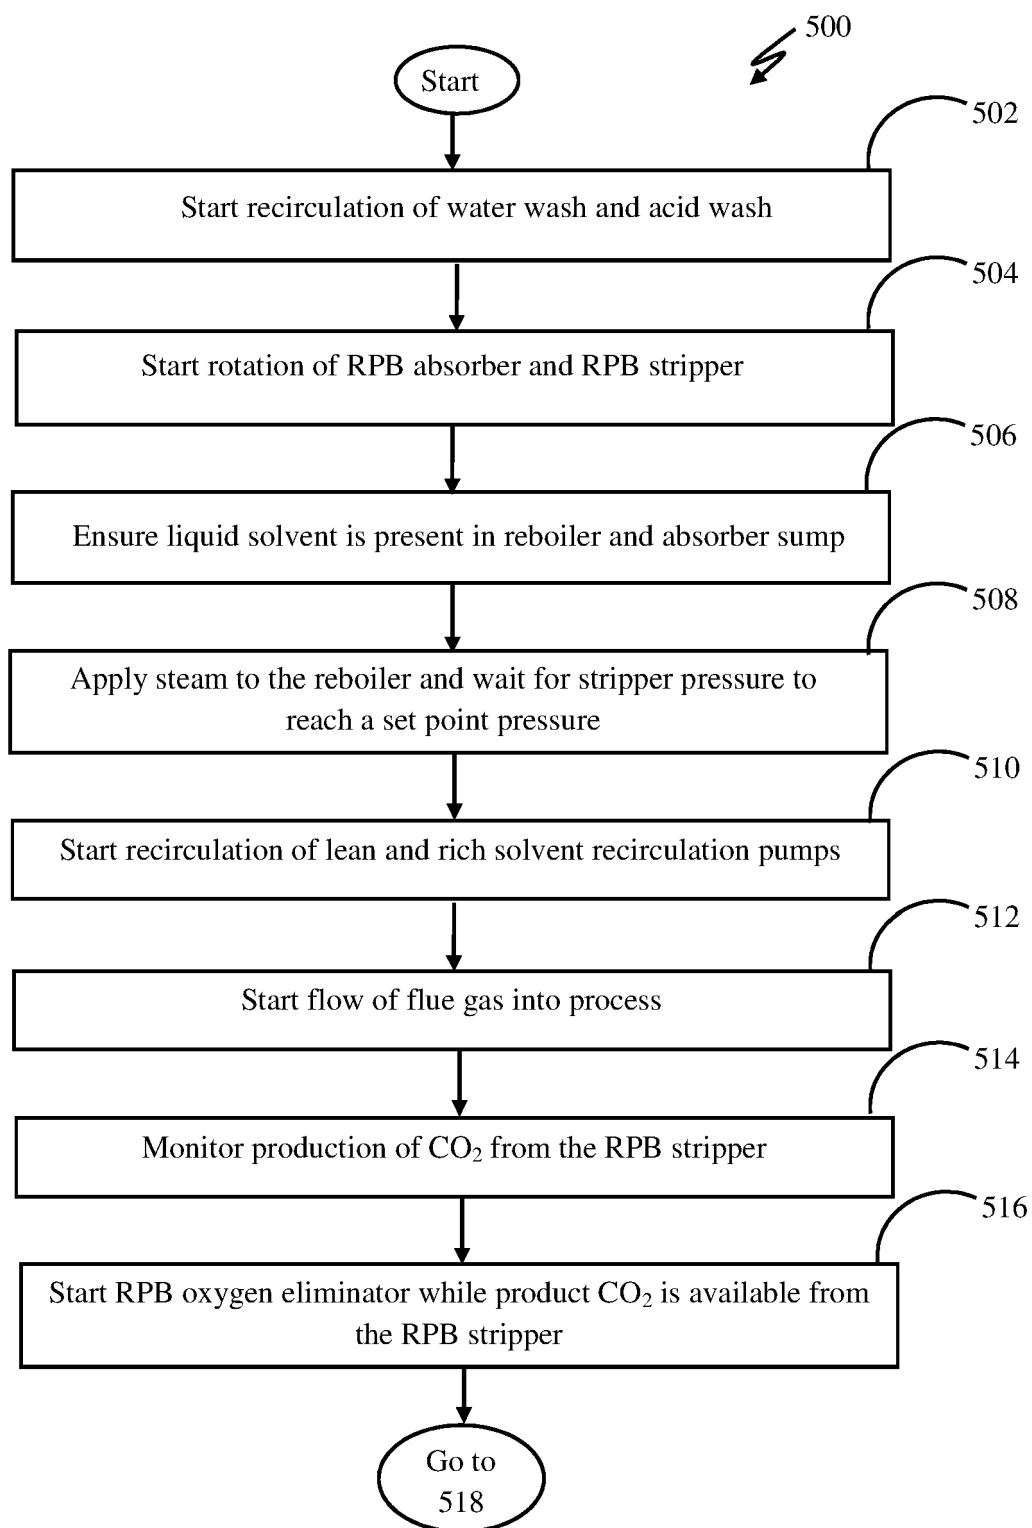 500
Start
502
Start recirculation of water wash and acid wash
504
Start rotation of RPB absorber and RPB stripper
506
Ensure liquid solvent is present in reboiler and absorber sump
508
Apply steam to the reboiler and wait for stripper pressure to
reach a set point pressure
510
Start recirculation of lean and rich solvent recirculation pumps
512
Start flow of flue gas into process
514
Monitor production of CO₂ from the RPB stripper
516
Start RPB oxygen eliminator while product CO₂ is available from
the RPB stripper
Go to
518